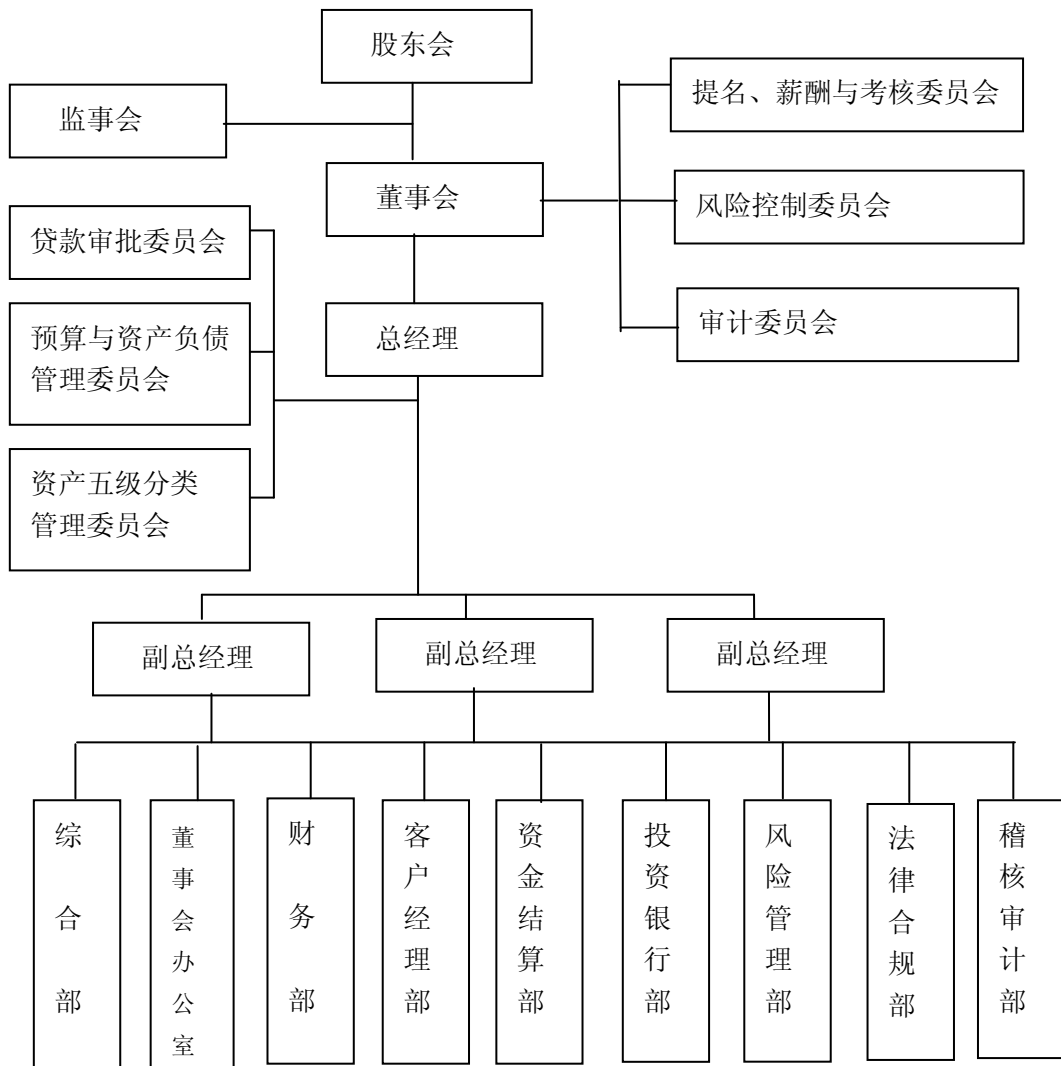 股东会
提名、薪酬与考核委员会
监事会
董事会
风险控制委员会
贷款审批委员会
总经理
审计委员会
预算与资产负债
管理委员会
资产五级分类
管理委员会
副总经理
副总经理
副总经理
综合部
董事会办公室
财务部
客户经理部
资金结算部
投资银行部
风险管理部
法律合规部
稽核审计部